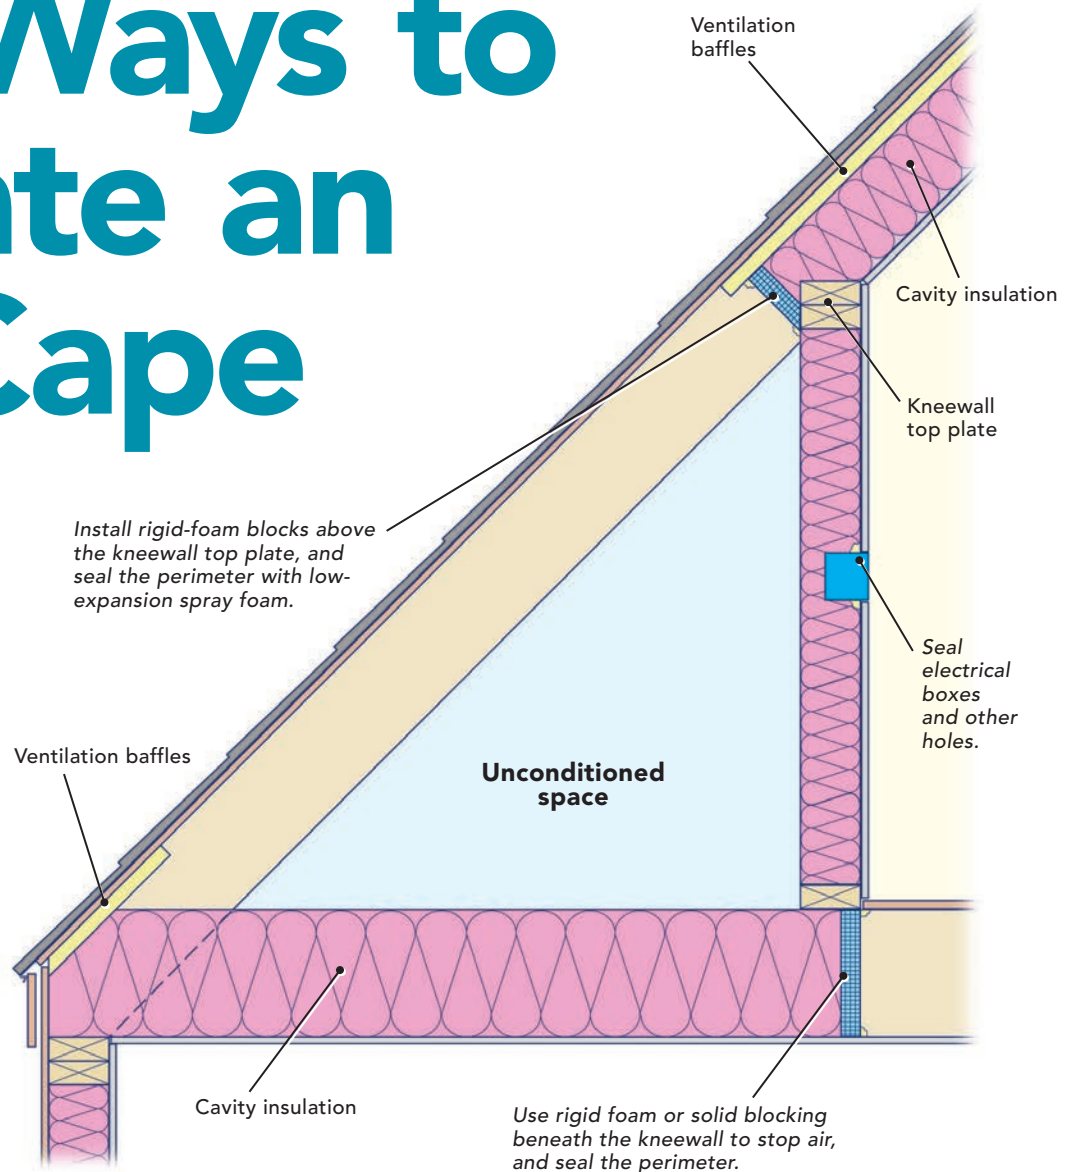 Ways to
an
Cape
Ventilation
baffles
Cavity insulation
Kneewall
top plate
Install rigid-foam blocks above
the kneewall top plate, and
seal the perimeter with low-
expansion spray foam.
Seal
electrical
boxes
and other
holes.
Ventilation baffles
Unconditioned
space
Cavity insulation
Use rigid foam or solid blocking
beneath the kneewall to stop air,
and seal the perimeter.